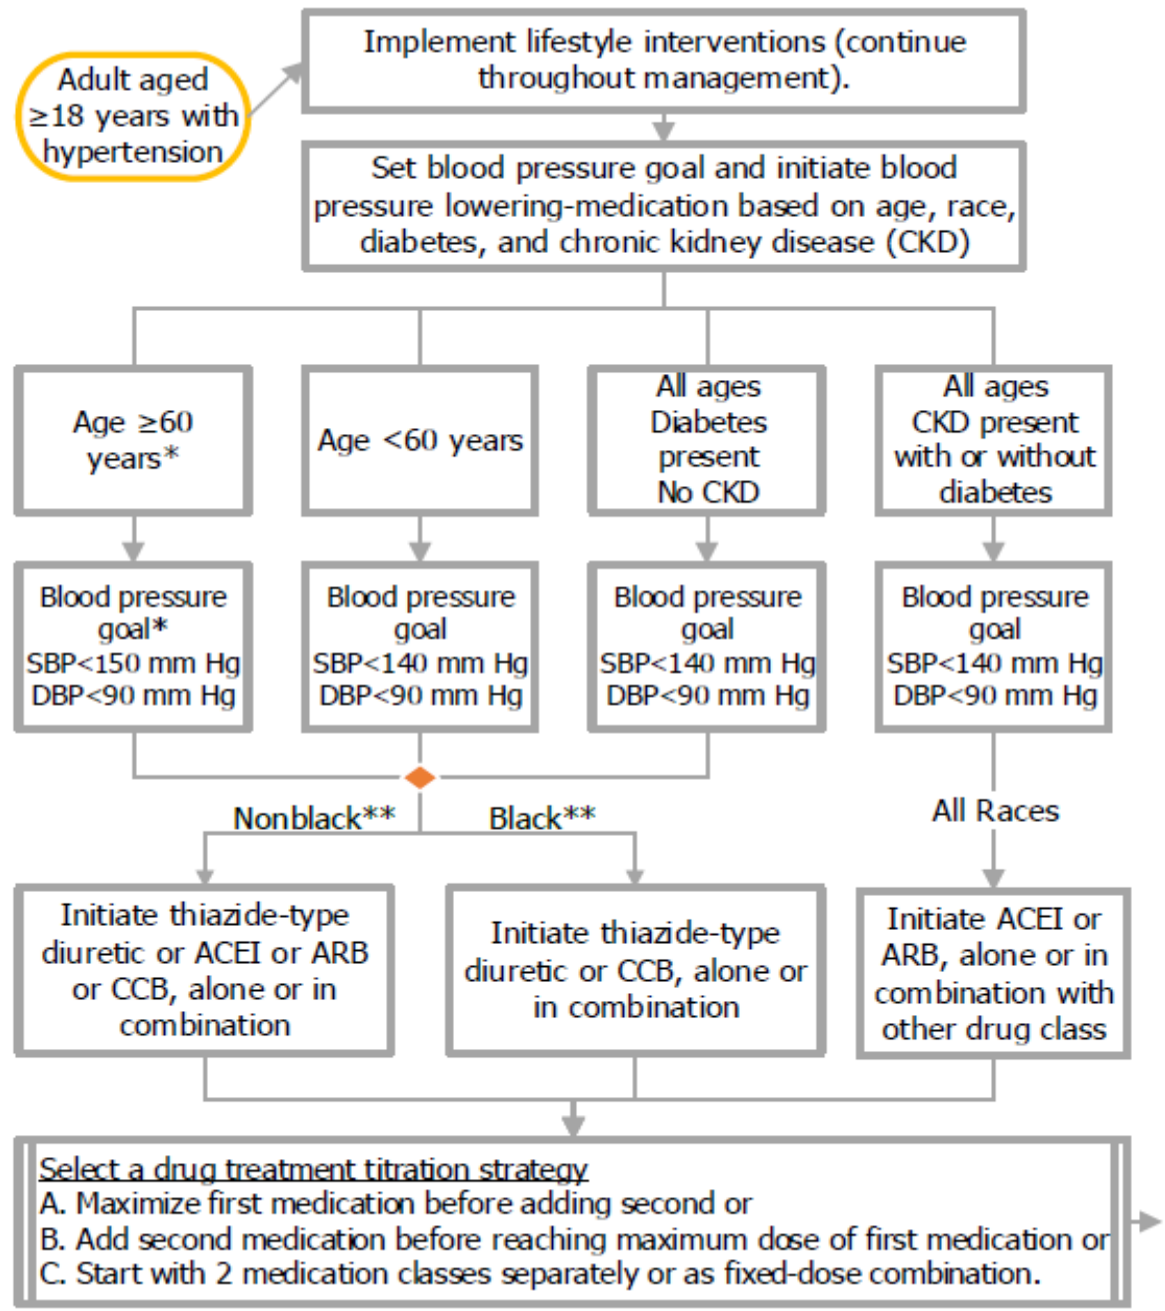 Implement lifestyle interventions (continue
throughout management).
Adult aged
≥18 years with
hypertension
Set blood pressure goal and initiate blood
pressure lowering-medication based on age, race,
diabetes, and chronic kidney disease (CKD)
Age ≥60
years*
Age <60 years
All ages
Diabetes
present
No CKD
All ages
CKD present
with or without
diabetes
Blood pressure
goal*
SBP<150 mm Hg
DBP<90 mm Hg
Blood pressure
goal
SBP<140 mm Hg
DBP<90 mm Hg
Blood pressure
goal
SBP<140 mm Hg
DBP<90 mm Hg
Blood pressure
goal
SBP<140 mm Hg
DBP<90 mm Hg
Nonblack**
Black**
All Races
Initiate thiazide-type
diuretic or ACEI or ARB
or CCB, alone or in
combination
Initiate thiazide-type
diuretic or CCB, alone or
in combination
Initiate ACEI or
ARB, alone or in
combination with
other drug class
Select a drug treatment titration strategy
A. Maximize first medication before adding second or
B. Add second medication before reaching maximum dose of first medication or
C. Start with 2 medication classes separately or as fixed-dose combination.